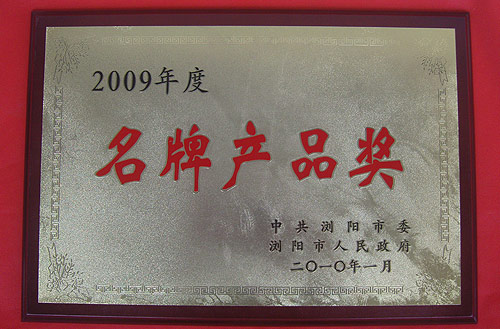 2009年度
名牌产品奖
中共浏阳市委
浏阳市人民政府
二〇一〇年一月